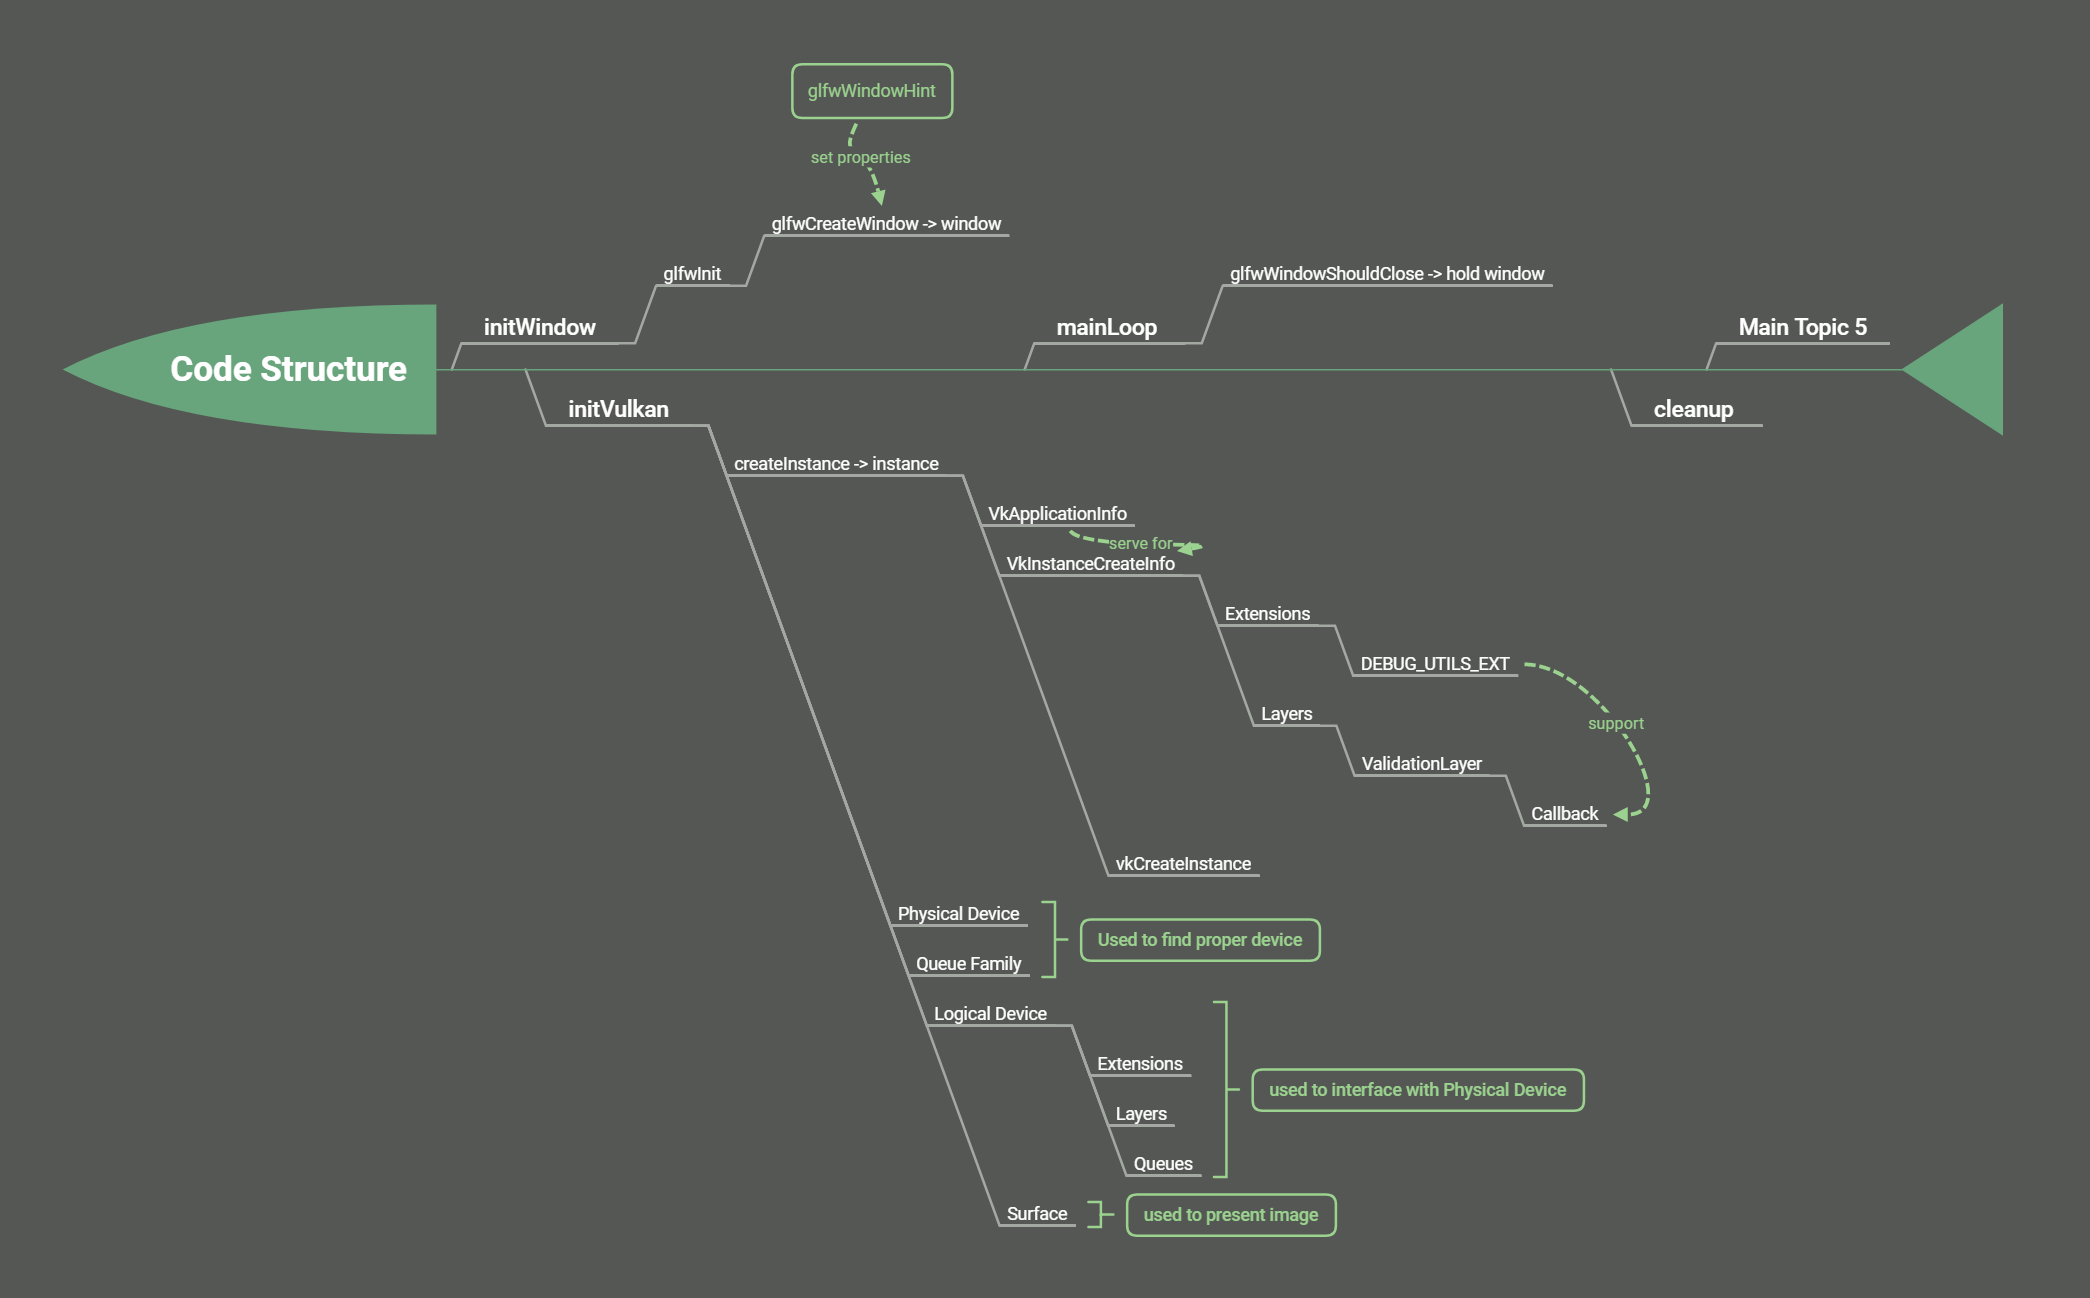 glfwWindowHint
set properties
glfwCreateWindow -> window
glfwInit
glfwWindowShouldClose -> hold window
initWindow
mainLoop
Main Topic 5
Code Structure
initVulkan
cleanup
createInstance -> instance
VkApplicationInfo
serve for
VkInstanceCreateInfo
Extensions
DEBUG_UTILS_EXT
Layers
support
ValidationLayer
Callback
vkCreateInstance
Physical Device
Used to find proper device
Queue Family
Logical Device
Extensions
used to interface with Physical Device
Layers
Queues
Surface
used to present image